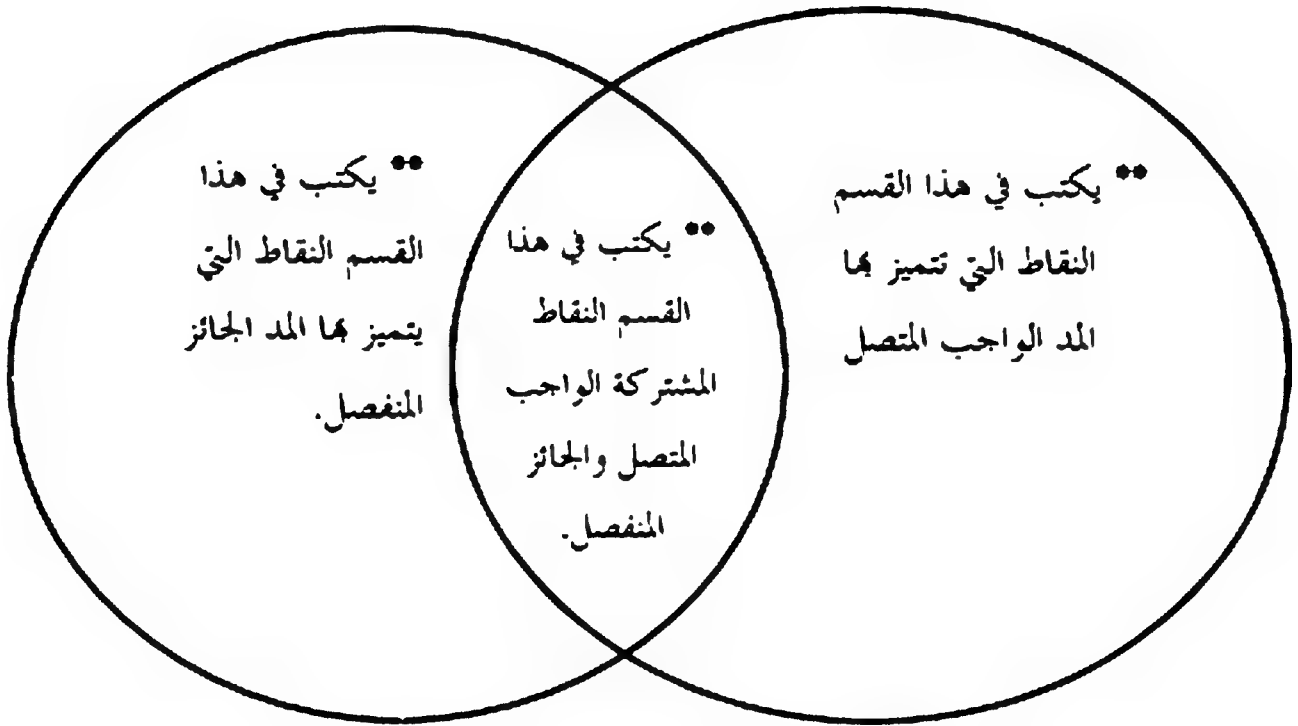 ** يكتب في هذا القسم
النقاط التي تتميز بها
المد الواجب المتصل
** يكتب في هذا
القسم النقاط
المشتركة الواجب
المتصل والجائز
المنفصل.
** يكتب في هذا
القسم النقاط التي
يتميز بها المد الجائز
المنفصل.